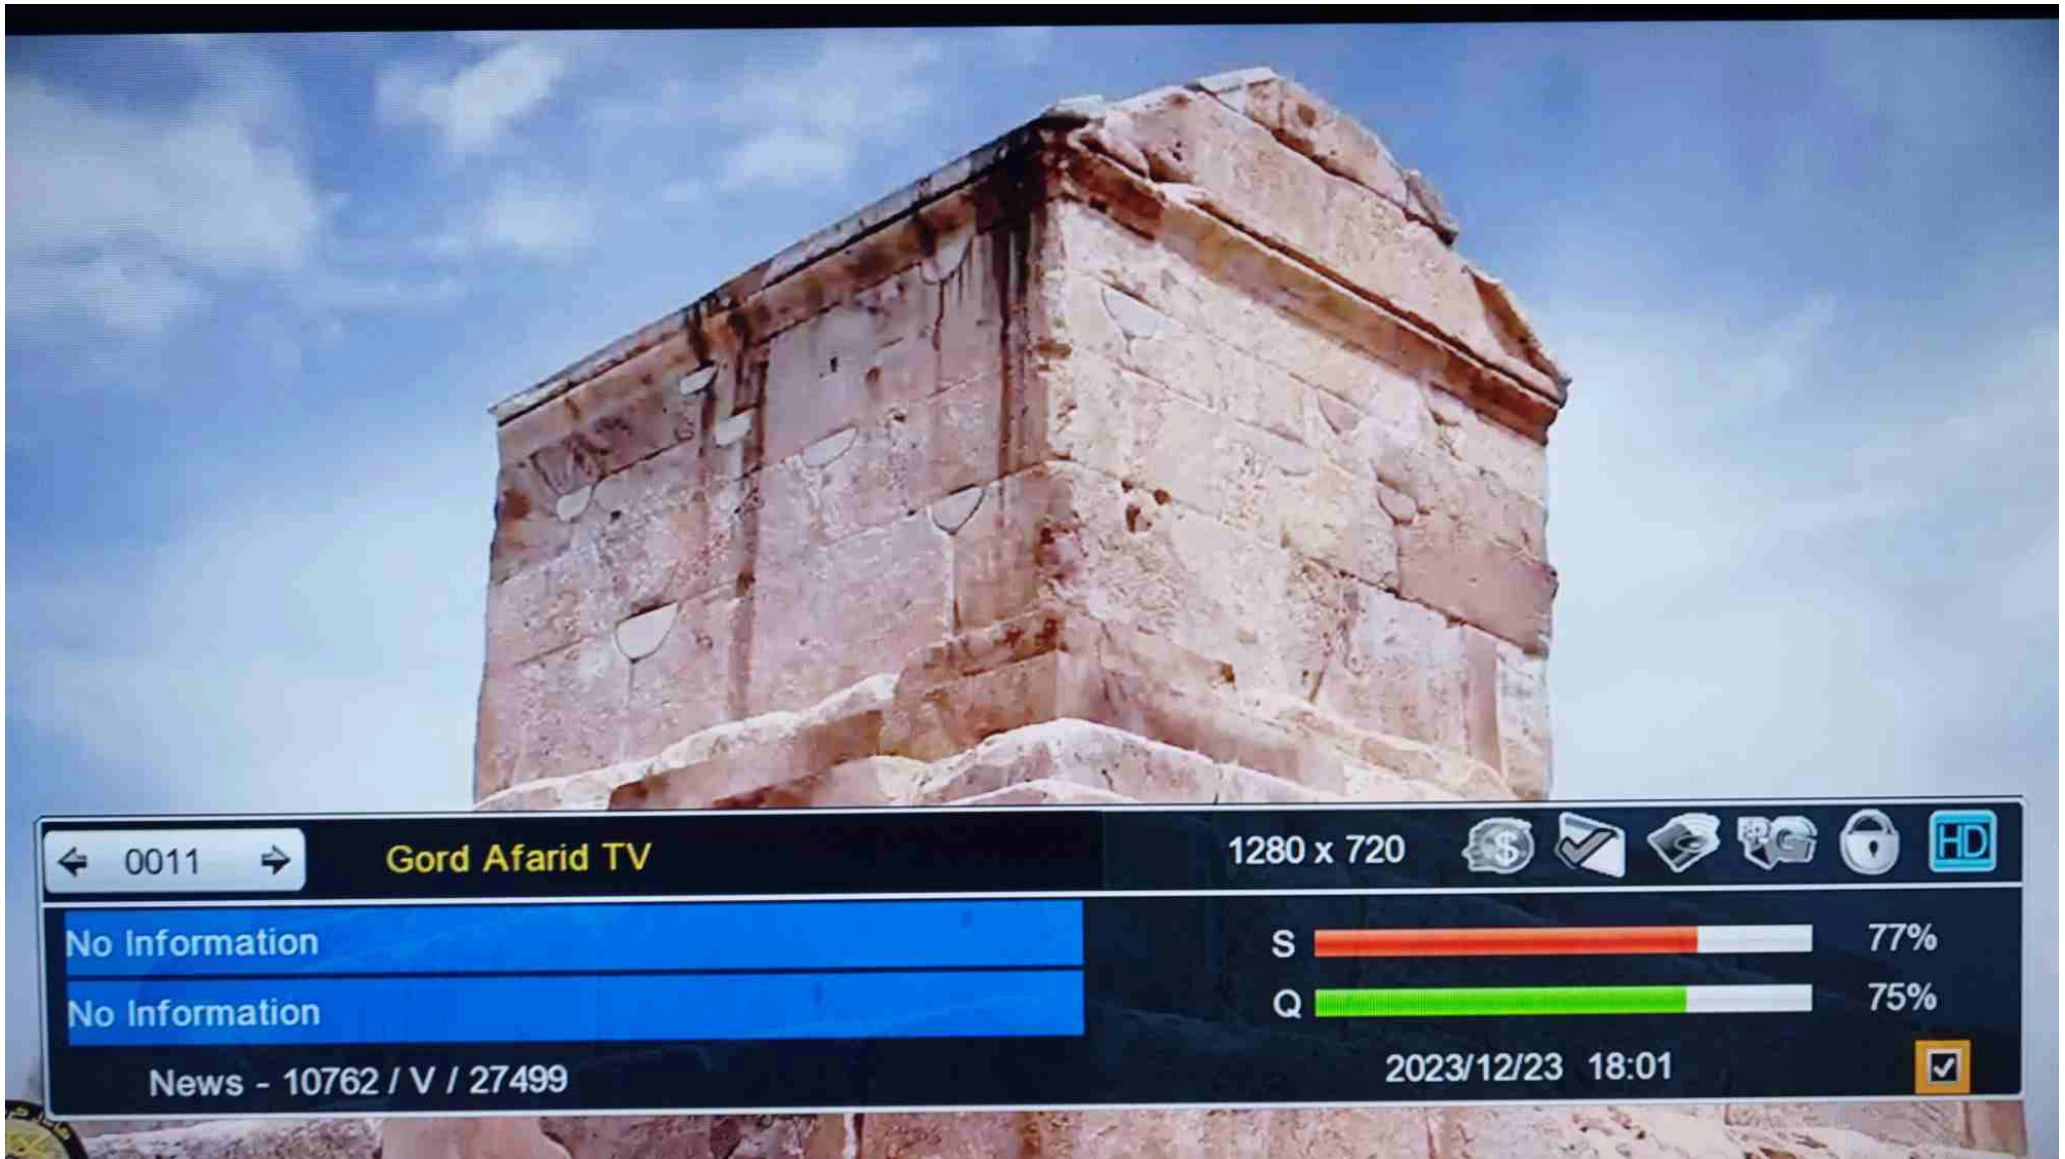 0011
Gord Afarid TV
1280 x 720
HD
No Information
No Information
S 77%
Q 75%
News - 10762 / V / 27499
2023/12/23 18:01